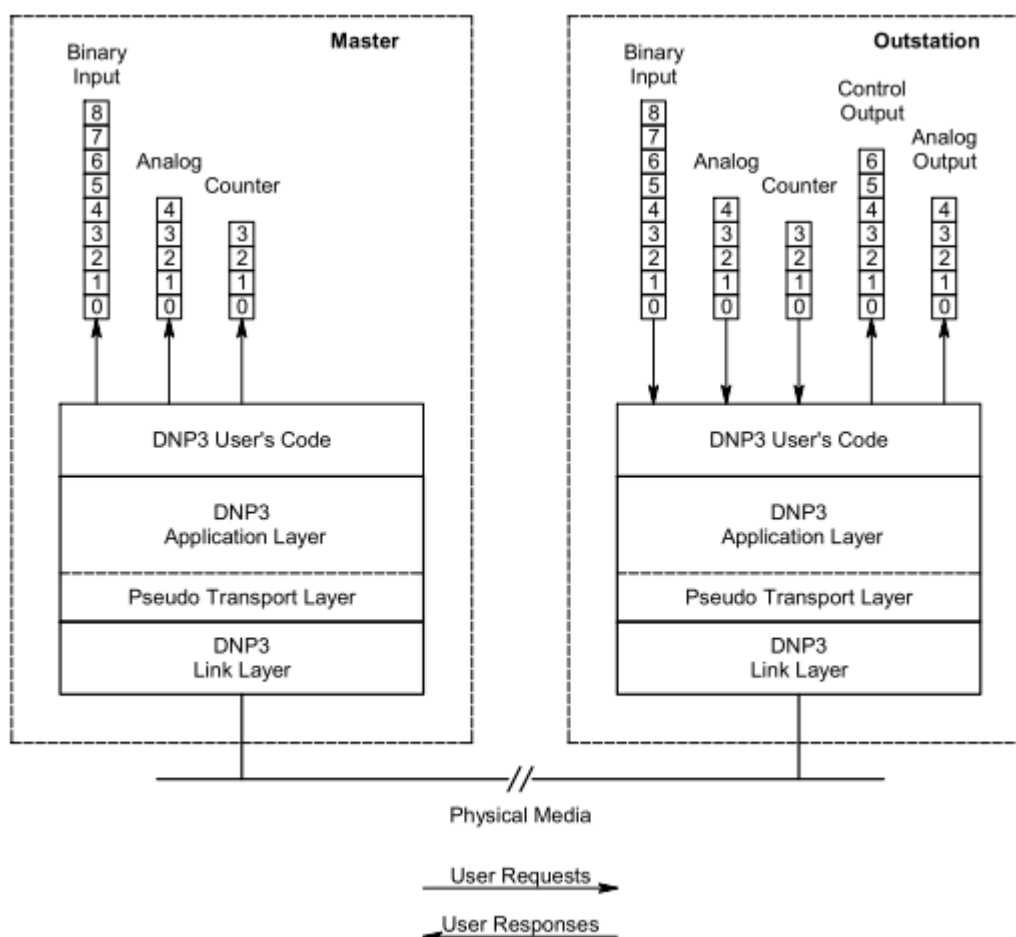 Master
Binary
Input
8
7
6
5
4
3
2
1
0
Analog
4
3
2
1
0
Counter
3
2
1
0
DNP3 User's Code
DNP3
Application Layer
Pseudo Transport Layer
DNP3
Link Layer
Outstation
Binary
Input
8
7
6
5
4
3
2
1
0
Analog
4
3
2
1
0
Counter
3
2
1
0
Control
Output
6
5
4
3
2
1
0
Analog
Output
4
3
2
1
0
DNP3 User's Code
DNP3
Application Layer
Pseudo Transport Layer
DNP3
Link Layer
Physical Media
User Requests
User Responses